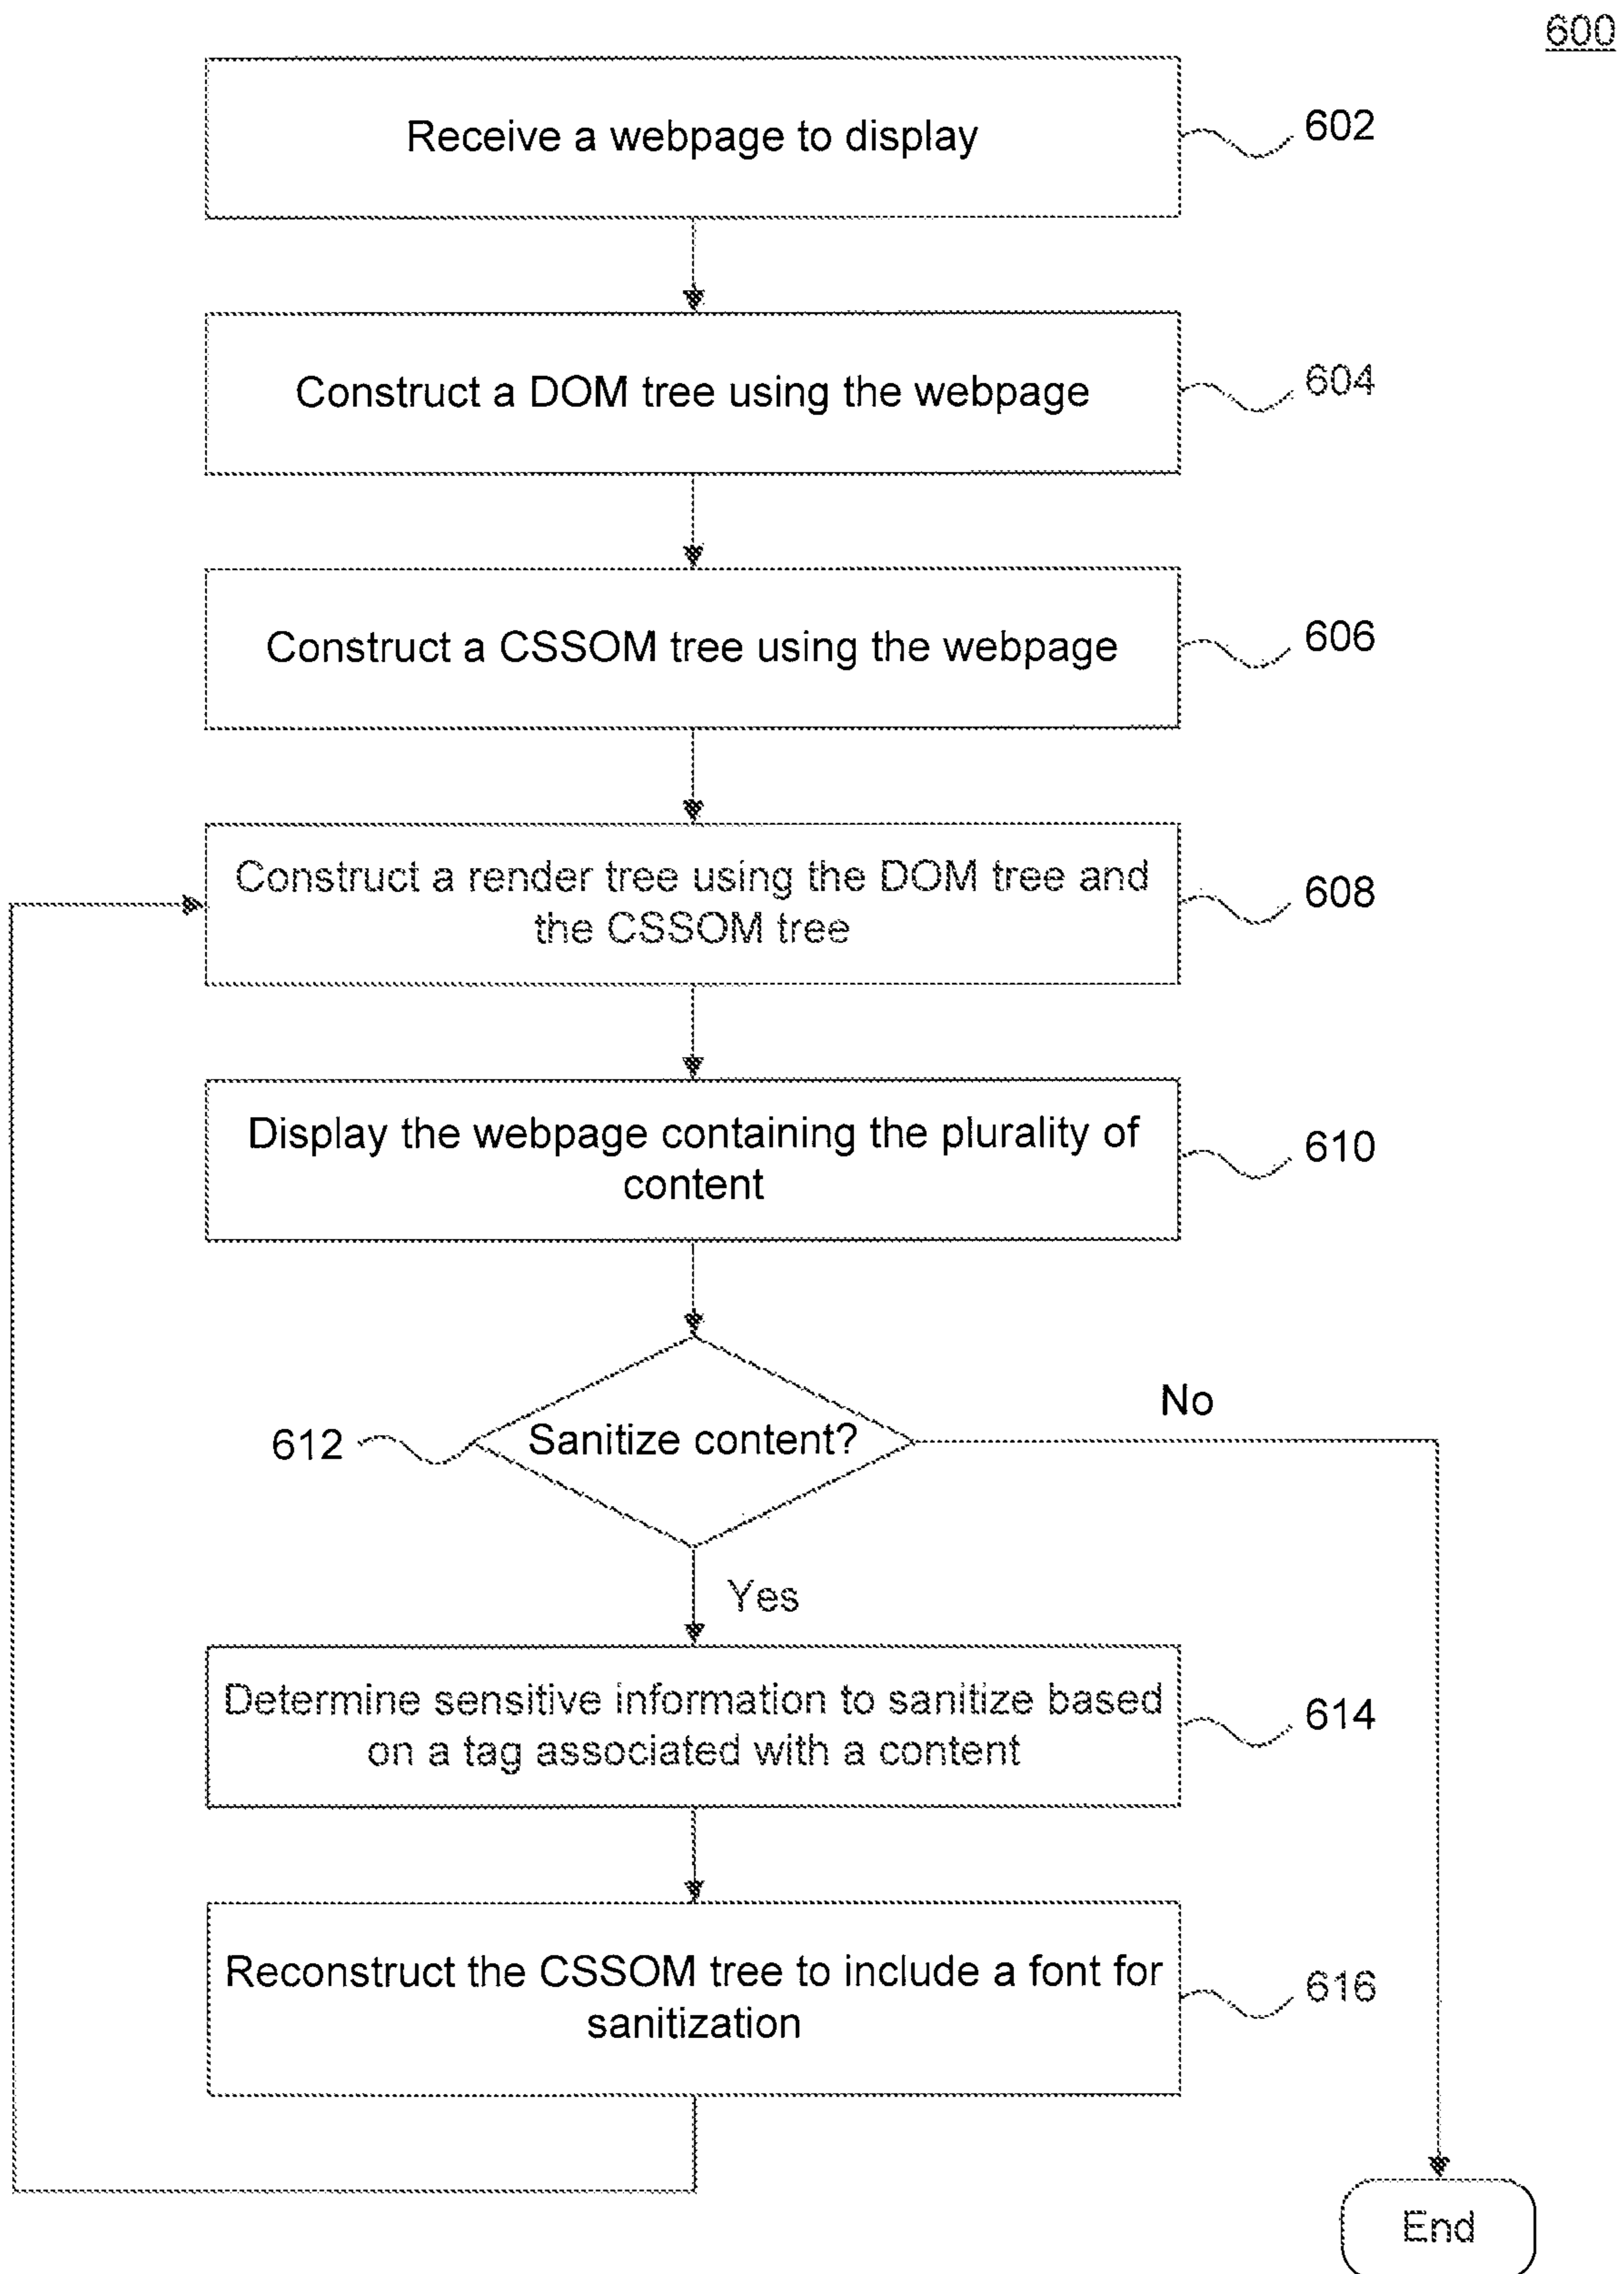 600
Receive a webpage to display
602
Construct a DOM tree using the webpage
604
Construct a CSSOM tree using the webpage
606
Construct a render tree using the DOM tree and
the CSSOM tree
608
Display the webpage containing the plurality of
content
610
No
612
Sanitize content?
Yes
Determine sensitive information to sanitize based
on a tag associated with a content
614
Reconstruct the CSSOM tree to include a font for
sanitization
616
End